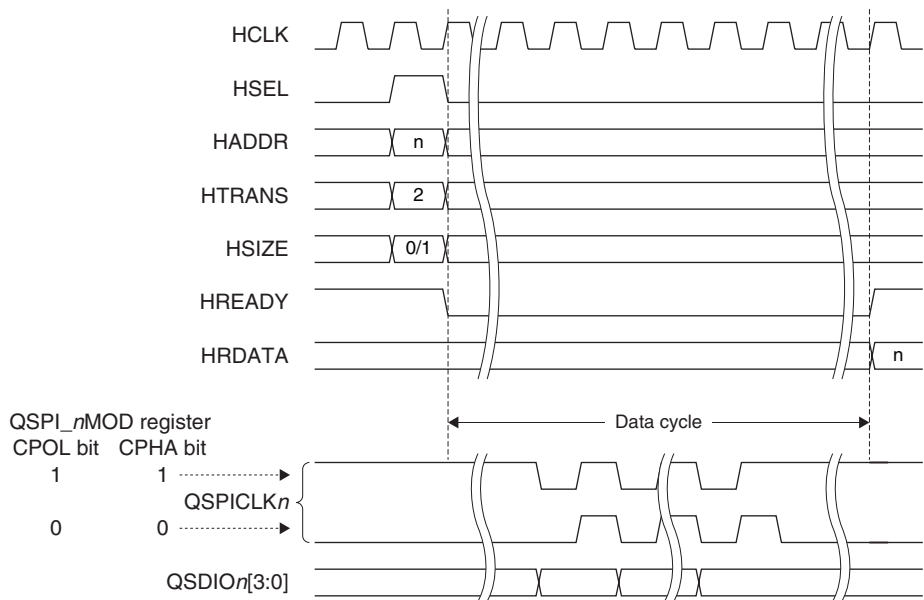 HCLK
HSEL
HADDR n
HTRANS 2
HSIZE 0/1
HREADY
HRDATA n
Data cycle
QSPI_nMOD register
CPOL bit CPHA bit
1 1
QSPICLKn
0 0
QSDIOn[3:0]